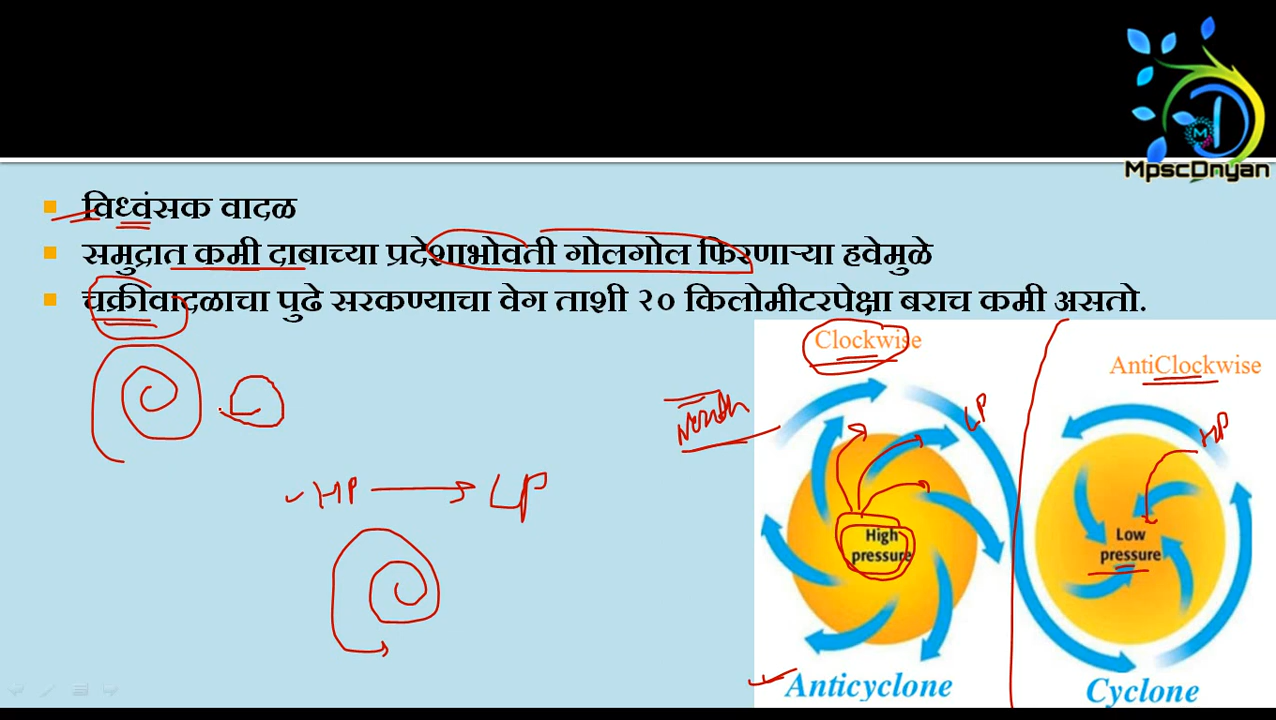 MpscDnyan
विध्वंसक वादळ
समुद्रात कमी दाबाच्या प्रदेशाभोवती गोलगोल फिरणाऱ्या हवेमुळे
चक्रीवादळाचा पुढे सरकण्याचा वेग ताशी २० किलोमीटरपेक्षा बराच कमी असतो.
Clockwise
AntiClockwise
North
LP
HP
HP → LP
High
pressure
Low
pressure
Anticyclone
Cyclone